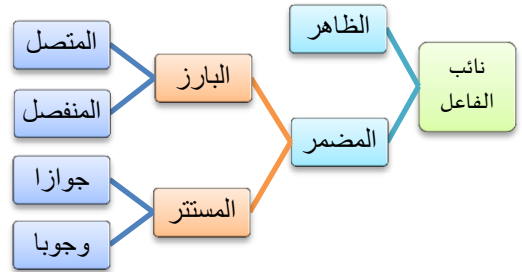 نائب
الفاعل
الظاهر
المضمر
البارز
المستتر
المتصل
المنفصل
جوازا
وجوبا